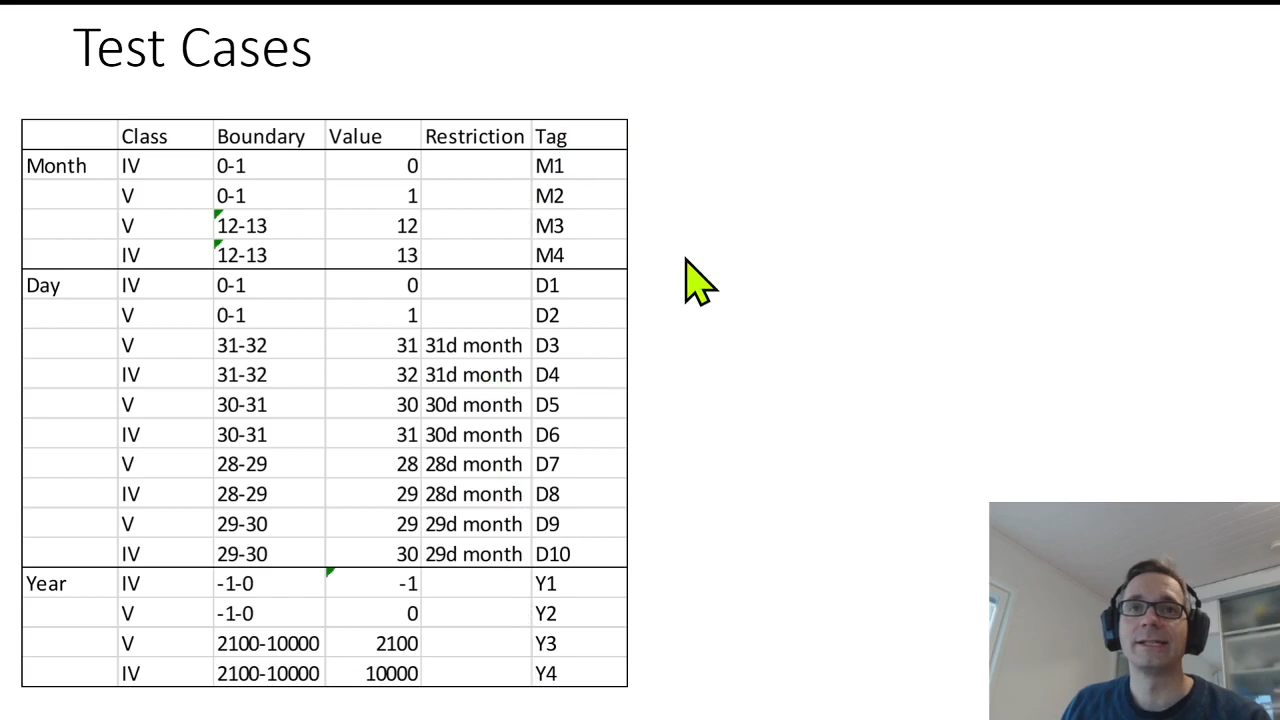 Test Cases
Class Boundary Value Restriction Tag
Month IV 0-1 0 M1
V 0-1 1 M2
V 12-13 12 M3
IV 12-13 13 M4
Day IV 0-1 0 D1
V 0-1 1 D2
V 31-32 31 31d month D3
IV 31-32 32 31d month D4
V 30-31 30 30d month D5
IV 30-31 31 30d month D6
V 28-29 28 28d month D7
IV 28-29 29 28d month D8
V 29-30 29 29d month D9
IV 29-30 30 29d month D10
Year IV -1-0 -1 Y1
V -1-0 0 Y2
V 2100-10000 2100 Y3
IV 2100-10000 10000 Y4